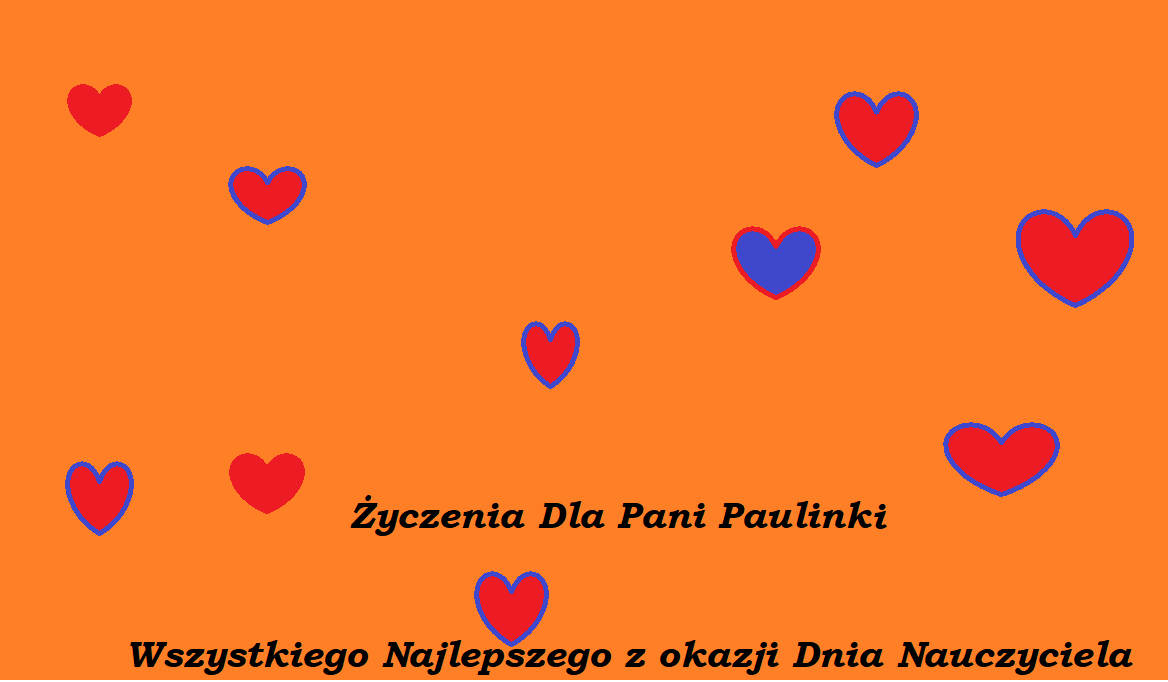 Życzenia Dla Pani Paulinki
Wszystkiego Najlepszego z okazji Dnia Nauczyciela